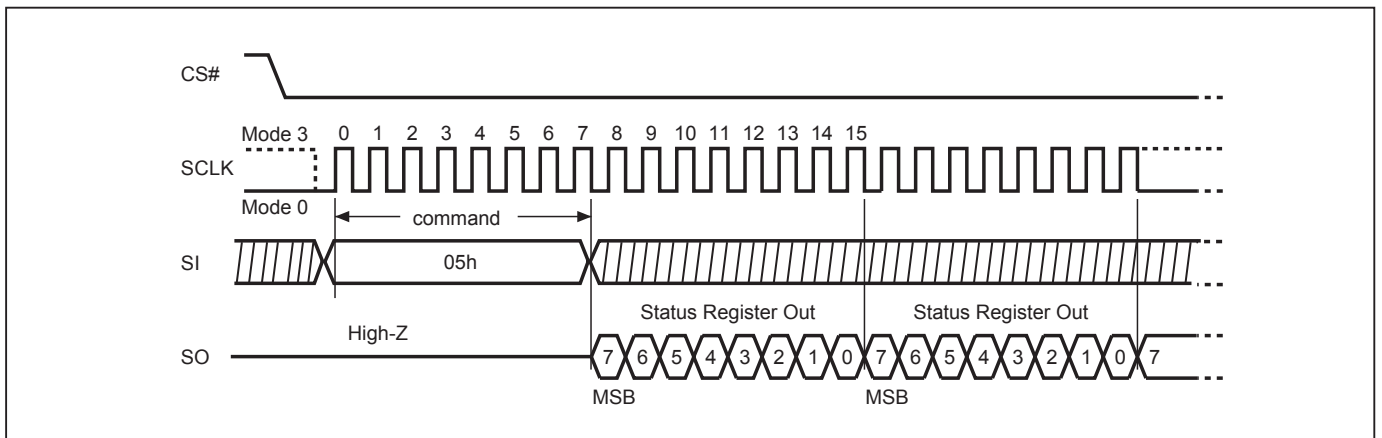 CS#
Mode 3 0 1 2 3 4 5 6 7 8 9 10 11 12 13 14 15
SCLK
Mode 0
command
SI 05h
Status Register Out Status Register Out
High-Z
SO 7 6 5 4 3 2 1 0 7 6 5 4 3 2 1 0 7
MSB MSB